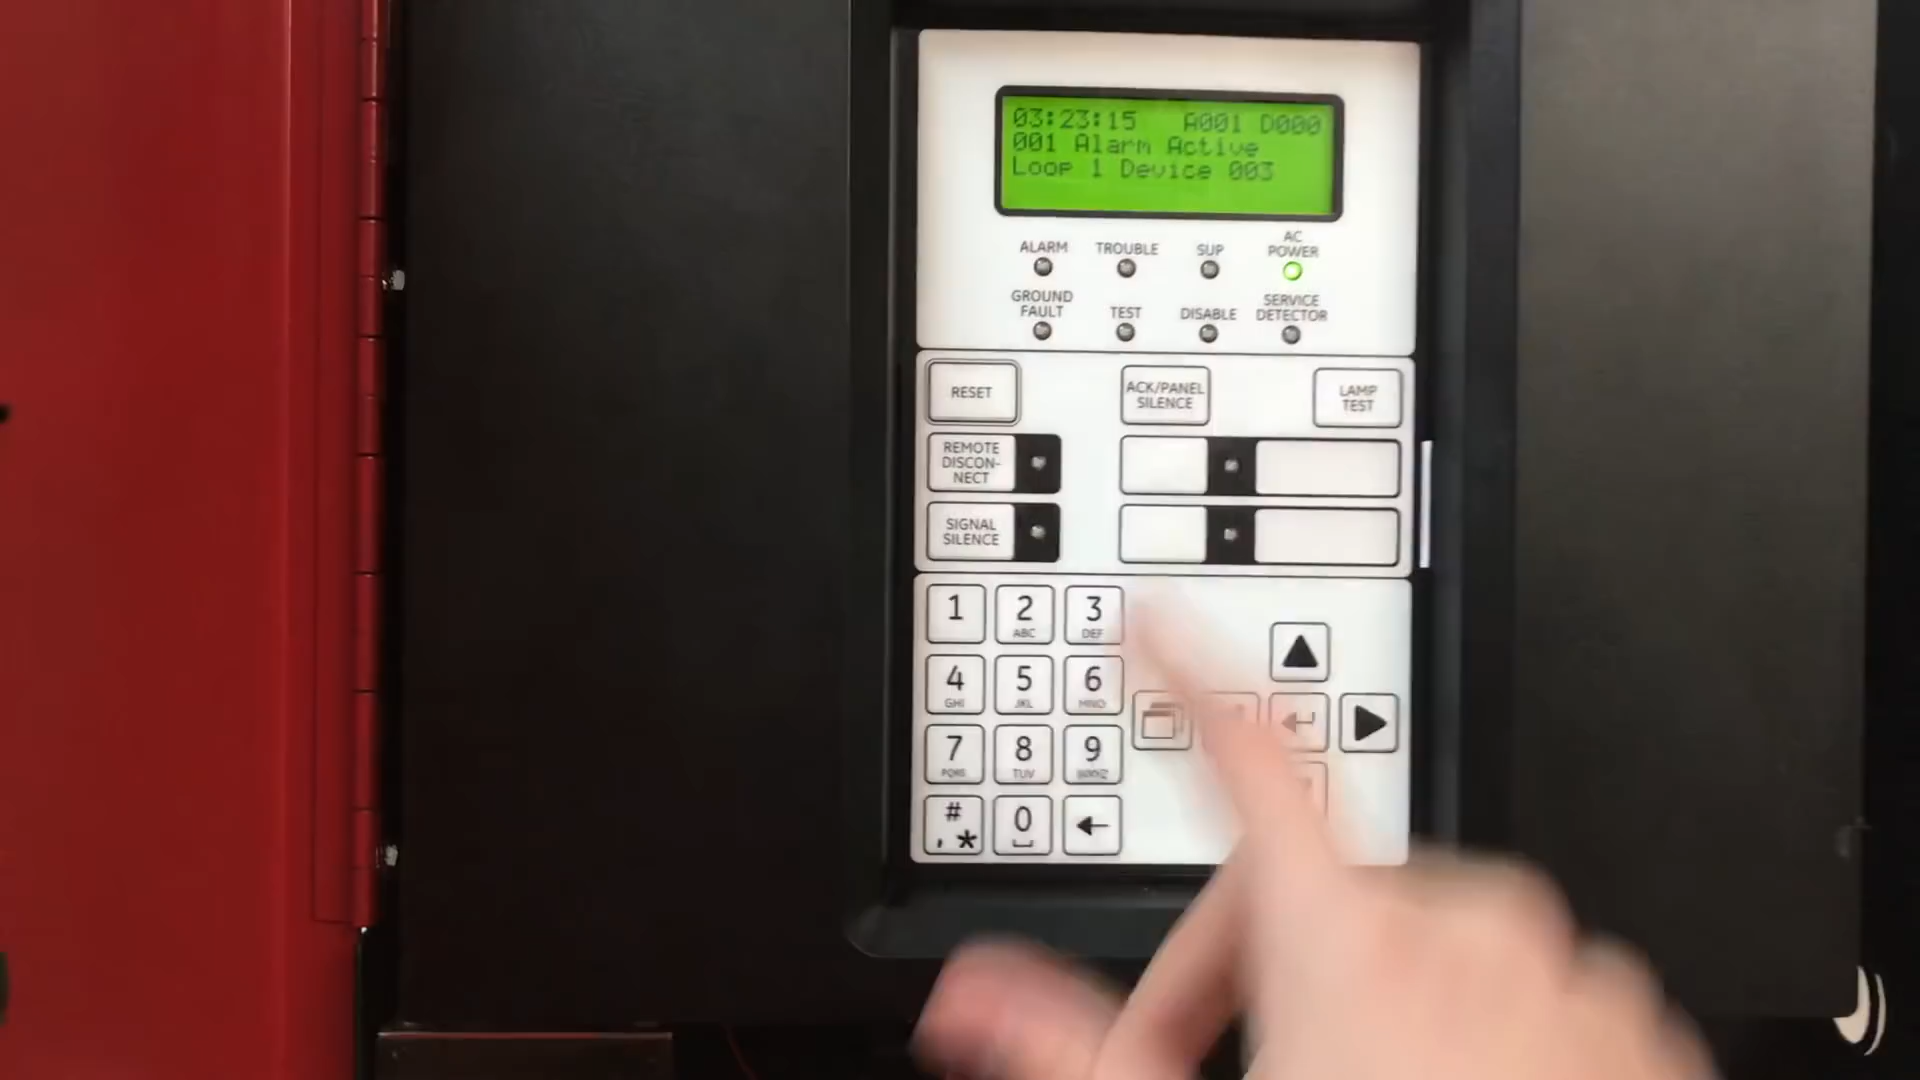 03:23:15 A001 D000
001 Alarm Active
Loop 1 Device 003
ALARM
TROUBLE
SUP
AC
POWER
GROUND
FAULT
TEST
DISABLE
SERVICE
DETECTOR
RESET
ACK/PANEL
SILENCE
LAMP
TEST
REMOTE
DISCON-
NECT
SIGNAL
SILENCE
1
2
ABC
3
DEF
4
GHI
5
JKL
6
MNO
7
PQRS
8
TUV
9
WXYZ
#
, *
0